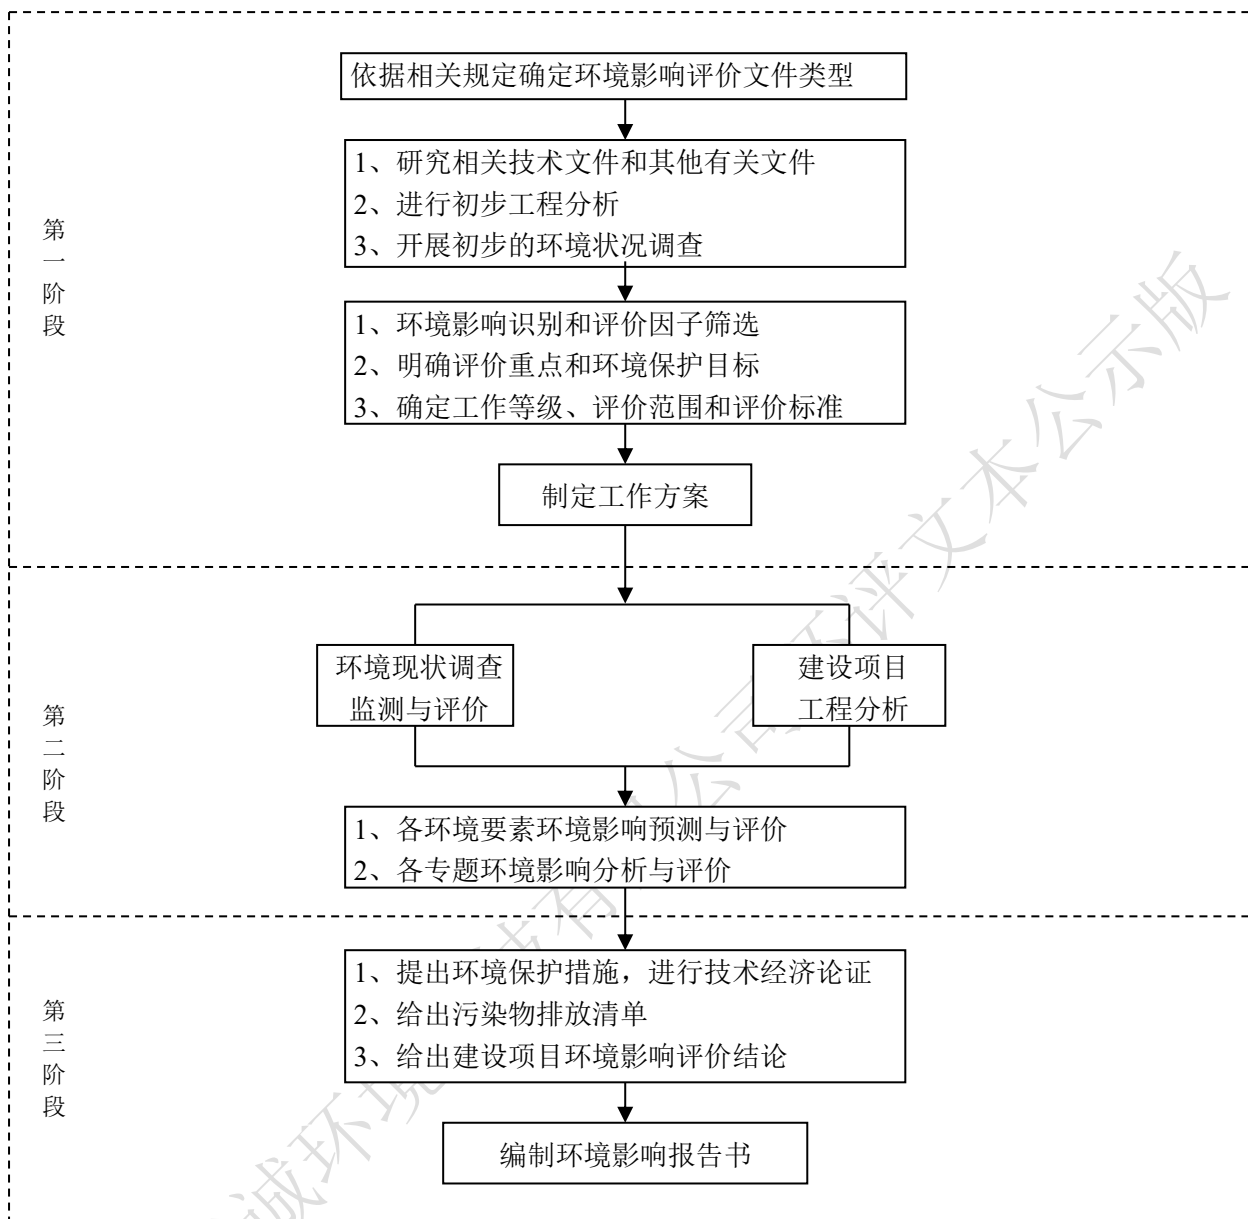 依据相关规定确定环境影响评价文件类型
1、研究相关技术文件和其他有关文件
2、进行初步工程分析
3、开展初步的环境状况调查
第一阶段
1、环境影响识别和评价因子筛选
2、明确评价重点和环境保护目标
3、确定工作等级、评价范围和评价标准
制定工作方案
环境现状调查
监测与评价
建设项目
工程分析
第二阶段
1、各环境要素环境影响预测与评价
2、各专题环境影响分析与评价
1、提出环境保护措施，进行技术经济论证
2、给出污染物排放清单
3、给出建设项目环境影响评价结论
第三阶段
编制环境影响报告书
诚环境科技有限公司环评文本公示版